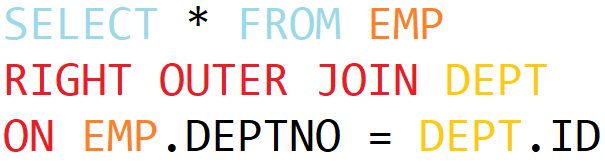 SELECT * FROM EMP
RIGHT OUTER JOIN DEPT
ON EMP.DEPTNO = DEPT.ID